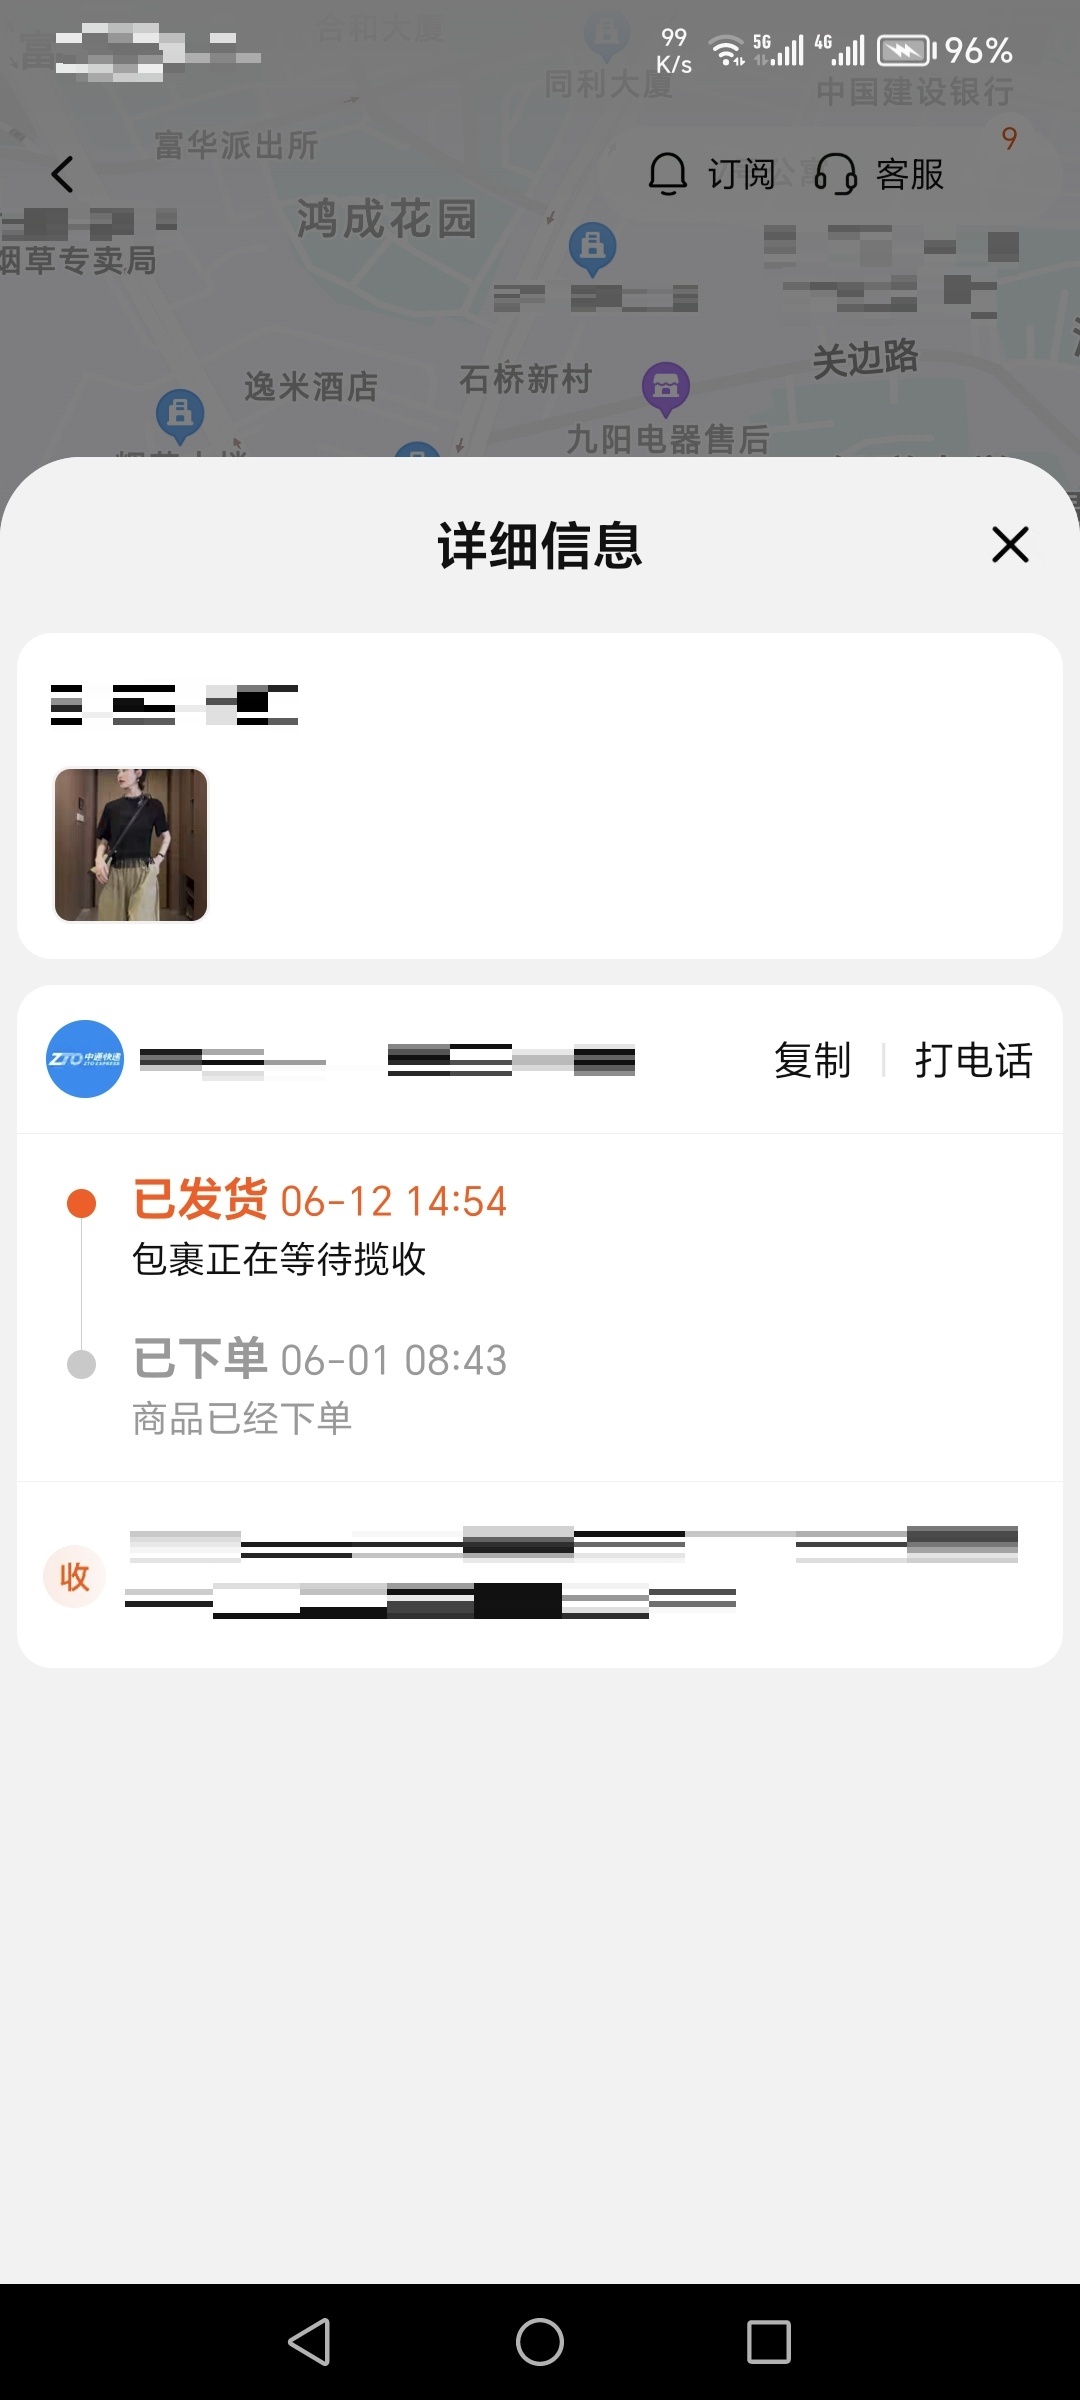 合和大厦
富
99
K/s
5G
4G
96%
同利大厦
中国建设银行
富华派出所
9
订阅
客服
鸿成花园
烟草专卖局
关边路
逸米酒店
石桥新村
九阳电器售后
详细信息
ZTO 中通快递
ZTO EXPRESS
复制
打电话
已发货 06-12 14:54
包裹正在等待揽收
已下单 06-01 08:43
商品已经下单
收